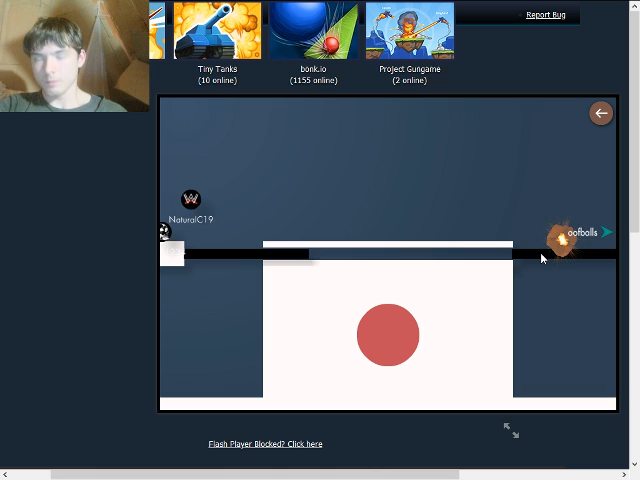 Report Bug
Tiny Tanks
(10 online)
bonk.io
(1155 online)
Project Gungame
(2 online)
NaturalC19
oofballs
Flash Player Blocked? Click here